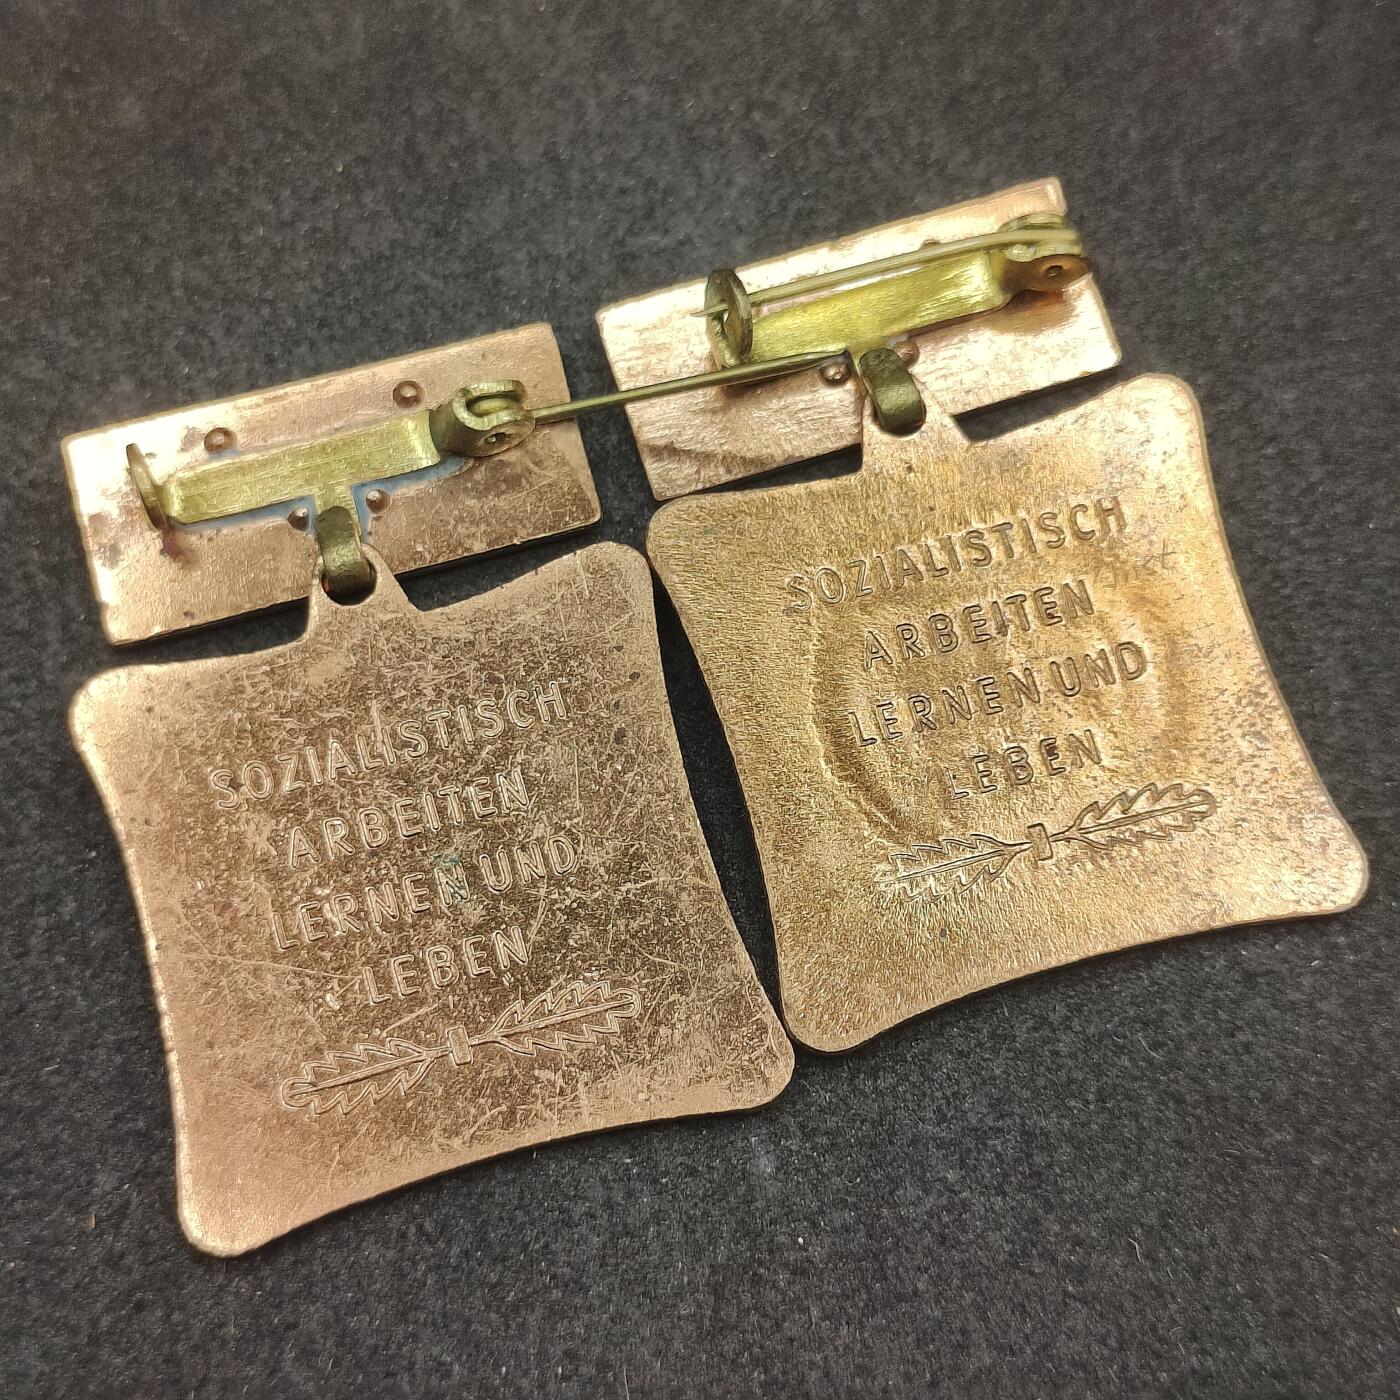 SOZIALISTISCH
ARBEITEN
LERNEN UND
LEBEN
SOZIALISTISCH
ARBEITEN
LERNEN UND
LEBEN